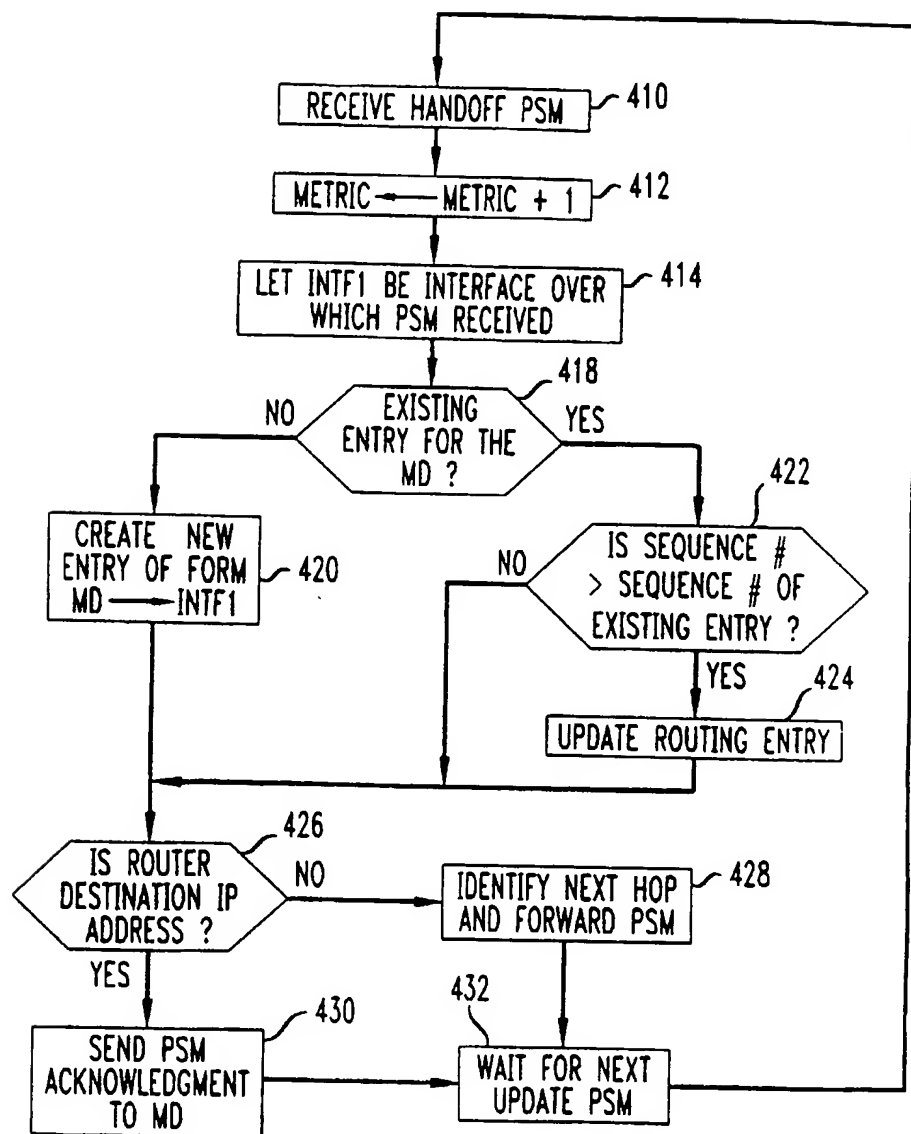 RECEIVE HANDOFF PSM
410
METRIC ← METRIC + 1
412
LET INTF1 BE INTERFACE OVER
WHICH PSM RECEIVED
414
418
NO
EXISTING
ENTRY FOR THE
MD ?
YES
422
CREATE NEW
ENTRY OF FORM
MD → INTF1
420
NO
IS SEQUENCE #
> SEQUENCE # OF
EXISTING ENTRY ?
YES
424
UPDATE ROUTING ENTRY
426
IS ROUTER
DESTINATION IP
ADDRESS ?
NO
IDENTIFY NEXT HOP
AND FORWARD PSM
428
YES
430
432
SEND PSM
ACKNOWLEDGMENT
TO MD
WAIT FOR NEXT
UPDATE PSM